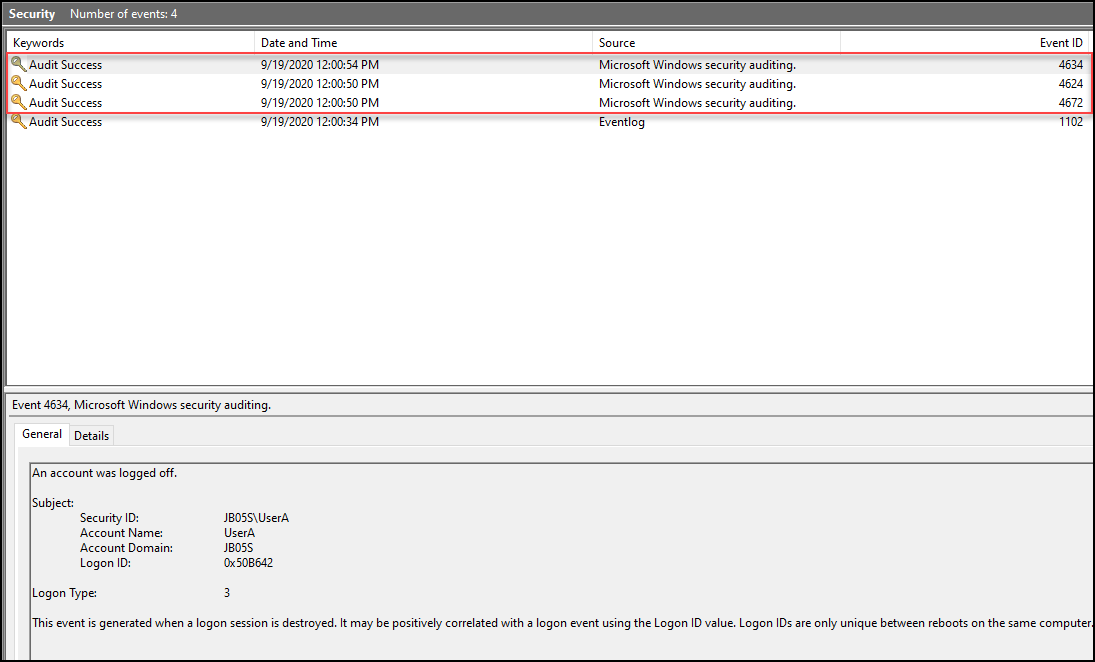 Security Number of events: 4
Keywords Date and Time Source Event ID
Audit Success 9/19/2020 12:00:54 PM Microsoft Windows security auditing. 4634
Audit Success 9/19/2020 12:00:50 PM Microsoft Windows security auditing. 4624
Audit Success 9/19/2020 12:00:50 PM Microsoft Windows security auditing. 4672
Audit Success 9/19/2020 12:00:34 PM Eventlog 1102
Event 4634, Microsoft Windows security auditing.
General Details
An account was logged off.
Subject:
Security ID: JB05S\UserA
Account Name: UserA
Account Domain: JB05S
Logon ID: 0x50B642
Logon Type: 3
This event is generated when a logon session is destroyed. It may be positively correlated with a logon event using the Logon ID value. Logon IDs are only unique between reboots on the same computer.